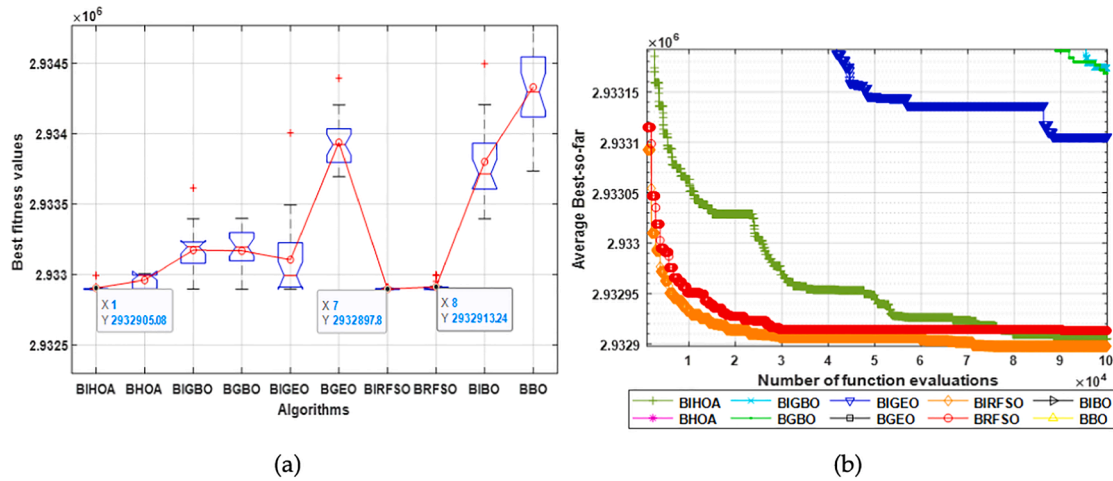 ×10⁶
2.9345
2.934
2.9335
2.933
2.9325
Best fitness values
X 1
Y 2932905.08
X 7
Y 2932897.8
X 8
Y 2932913.24
BIHOA BHOA BIGBO BGBO BIGEO BGEO BIRFSO BRFSO BIBO BBO
Algorithms
(a)
×10⁶
2.93315
2.9331
2.93305
2.933
2.93295
2.9329
Average Best-so-far
1 2 3 4 5 6 7 8 9 10
Number of function evaluations
×10⁴
BIHOA BIGBO BIGEO BIRFSO BIBO
BHOA BGBO BGEO BRFSO BBO
(b)